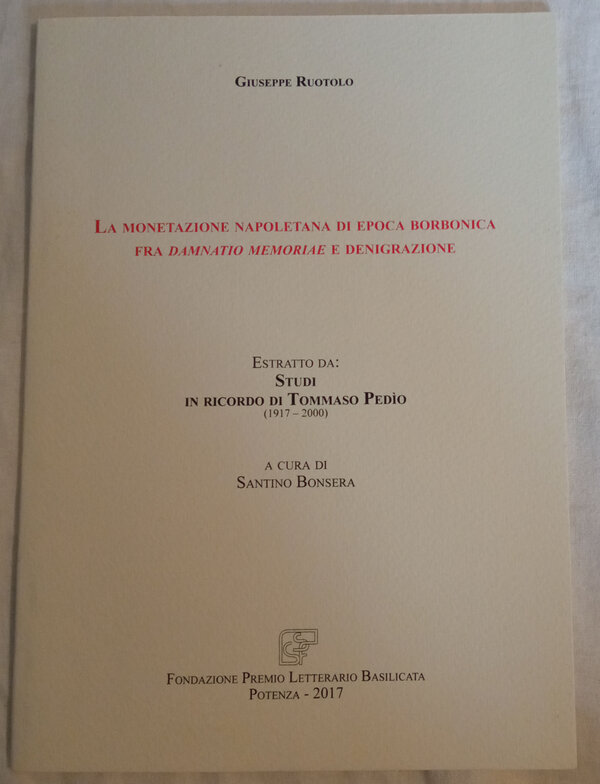 Giuseppe Ruotolo
La monetazione napoletana di epoca borbonica
fra damnatio memoriae e denigrazione
Estratto da:
Studi
in ricordo di Tommaso Pedìo
(1917 – 2000)
a cura di
Santino Bonsera
Fondazione Premio Letterario Basilicata
Potenza - 2017